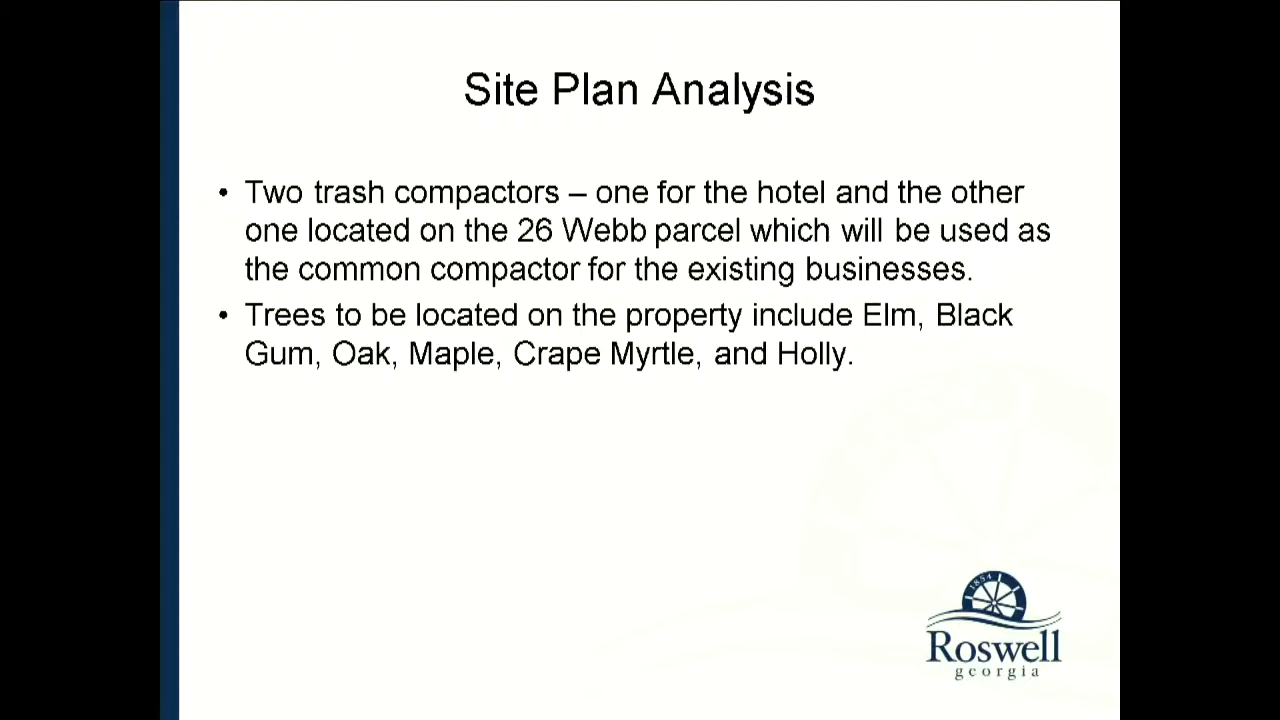 Site Plan Analysis
• Two trash compactors – one for the hotel and the other
one located on the 26 Webb parcel which will be used as
the common compactor for the existing businesses.
• Trees to be located on the property include Elm, Black
Gum, Oak, Maple, Crape Myrtle, and Holly.
1854
Roswell
georgia